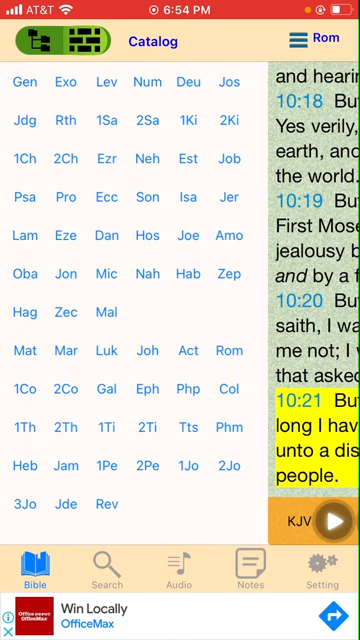 AT&T 6:54 PM
Catalog
Rom
Gen Exo Lev Num Deu Jos
Jdg Rth 1Sa 2Sa 1Ki 2Ki
1Ch 2Ch Ezr Neh Est Job
Psa Pro Ecc Son Isa Jer
Lam Eze Dan Hos Joe Amo
Oba Jon Mic Nah Hab Zep
Hag Zec Mal
Mat Mar Luk Joh Act Rom
1Co 2Co Gal Eph Php Col
1Th 2Th 1Ti 2Ti Tts Phm
Heb Jam 1Pe 2Pe 1Jo 2Jo
3Jo Jde Rev
and hearin
10:18 Bu
Yes verily,
earth, and
the world.
10:19 Bu
First Mose
jealousy b
and by a f
10:20 Bu
saith, I wa
me not; I
that asked
10:21 Bu
long I hav
unto a dis
people.
KJV
Bible Search Audio Notes Setting
Office DEPOT
OfficeMax
Win Locally
OfficeMax